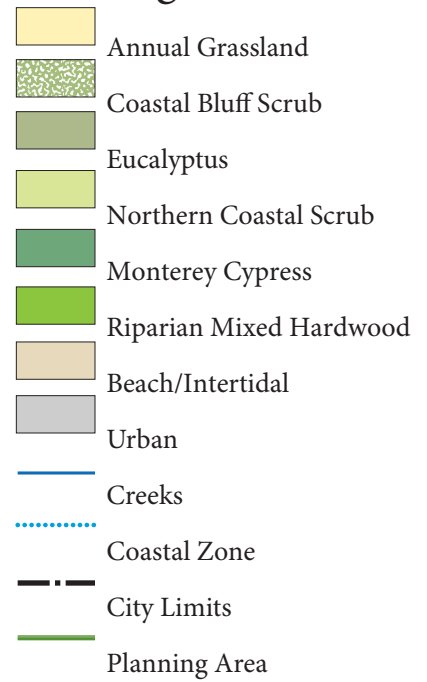 Annual Grassland
Coastal Bluff Scrub
Eucalyptus
Northern Coastal Scrub
Monterey Cypress
Riparian Mixed Hardwood
Beach/Intertidal
Urban
Creeks
Coastal Zone
City Limits
Planning Area